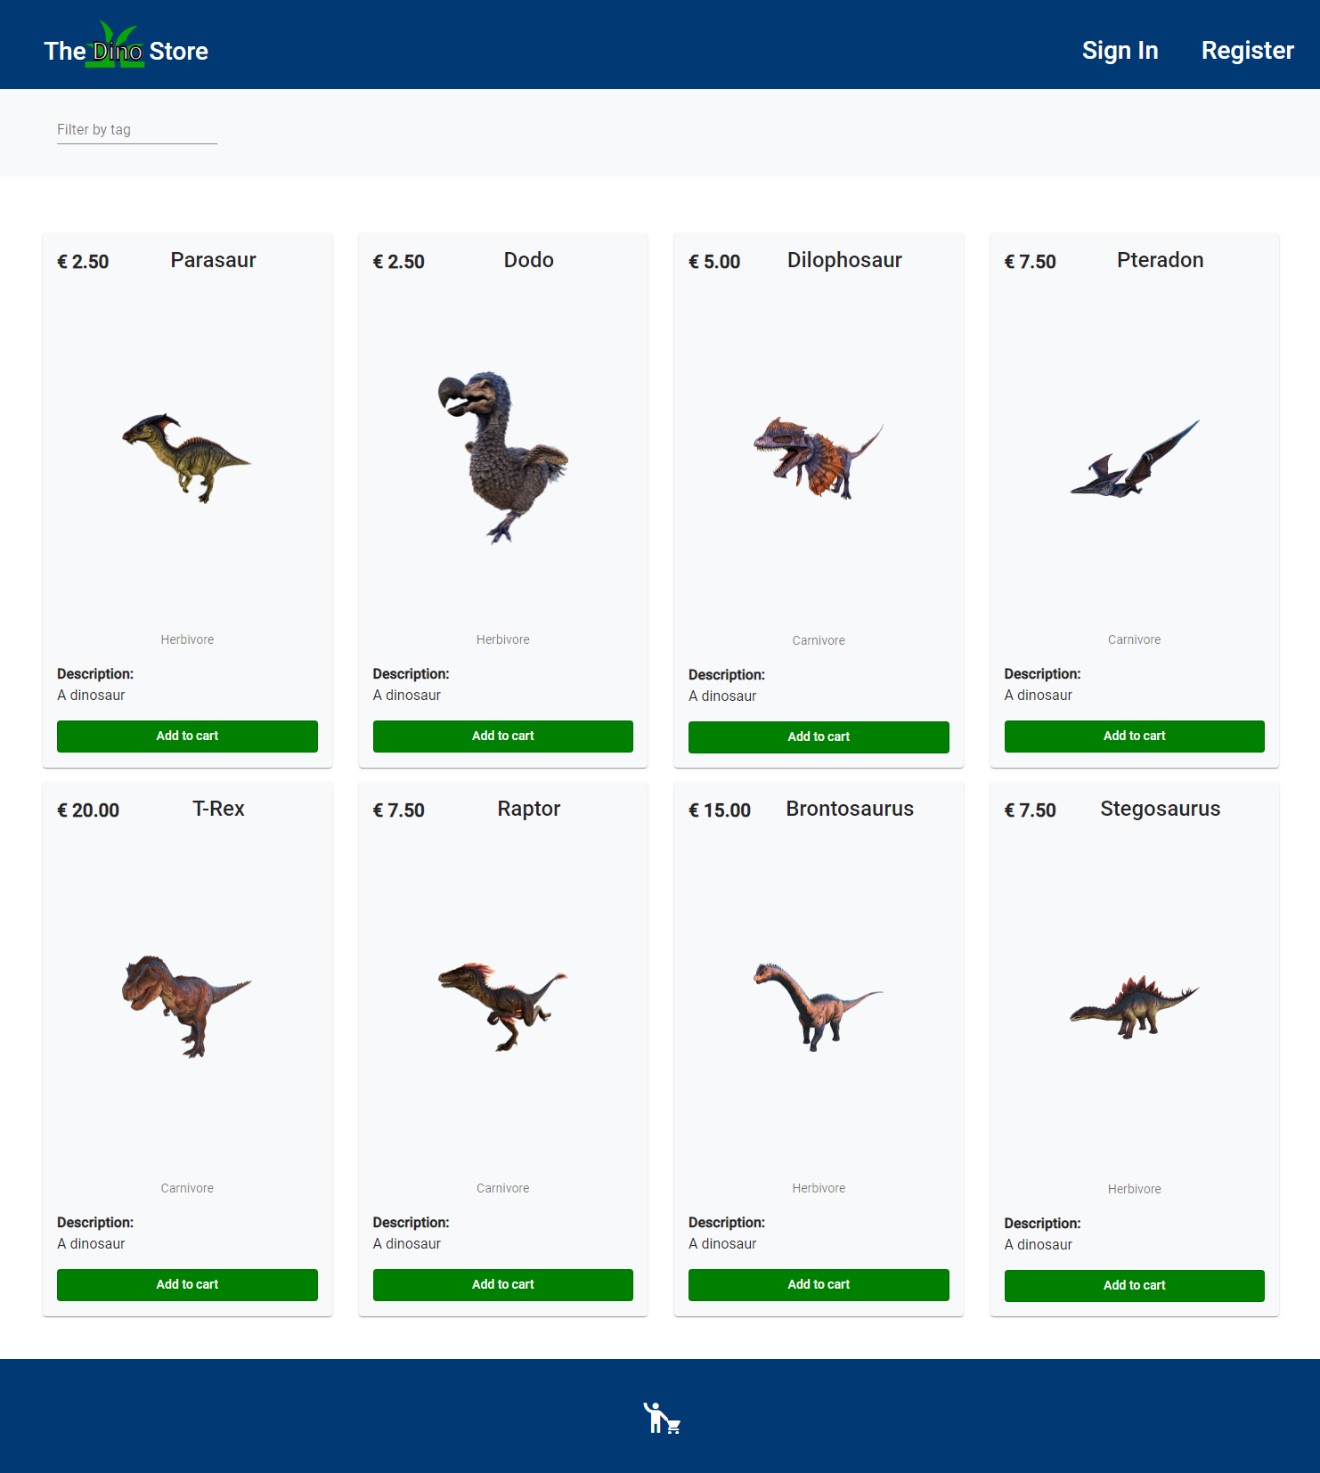 The Dino Store
Sign In
Register
Filter by tag
€ 2.50
Parasaur
Herbivore
Description:
A dinosaur
Add to cart
€ 2.50
Dodo
Herbivore
Description:
A dinosaur
Add to cart
€ 5.00
Dilophosaur
Carnivore
Description:
A dinosaur
Add to cart
€ 7.50
Pteradon
Carnivore
Description:
A dinosaur
Add to cart
€ 20.00
T-Rex
Carnivore
Description:
A dinosaur
Add to cart
€ 7.50
Raptor
Carnivore
Description:
A dinosaur
Add to cart
€ 15.00
Brontosaurus
Herbivore
Description:
A dinosaur
Add to cart
€ 7.50
Stegosaurus
Herbivore
Description:
A dinosaur
Add to cart